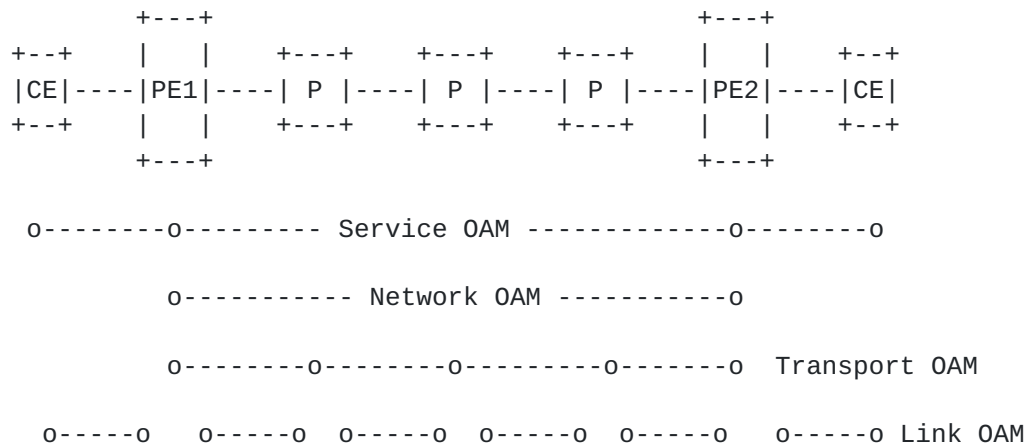 +---+                               +---+
+--+    |   |    +---+    +---+    +---+    |   |    +--+
|CE|----|PE1|----| P |----| P |----| P |----|PE2|----|CE|
+--+    |   |    +---+    +---+    +---+    |   |    +--+
        +---+                               +---+
 o--------o--------- Service OAM -------------o--------o
          o----------- Network OAM -----------o
          o--------o--------o---------o-------o  Transport OAM
  o-----o   o-----o  o-----o  o-----o  o-----o   o-----o Link OAM